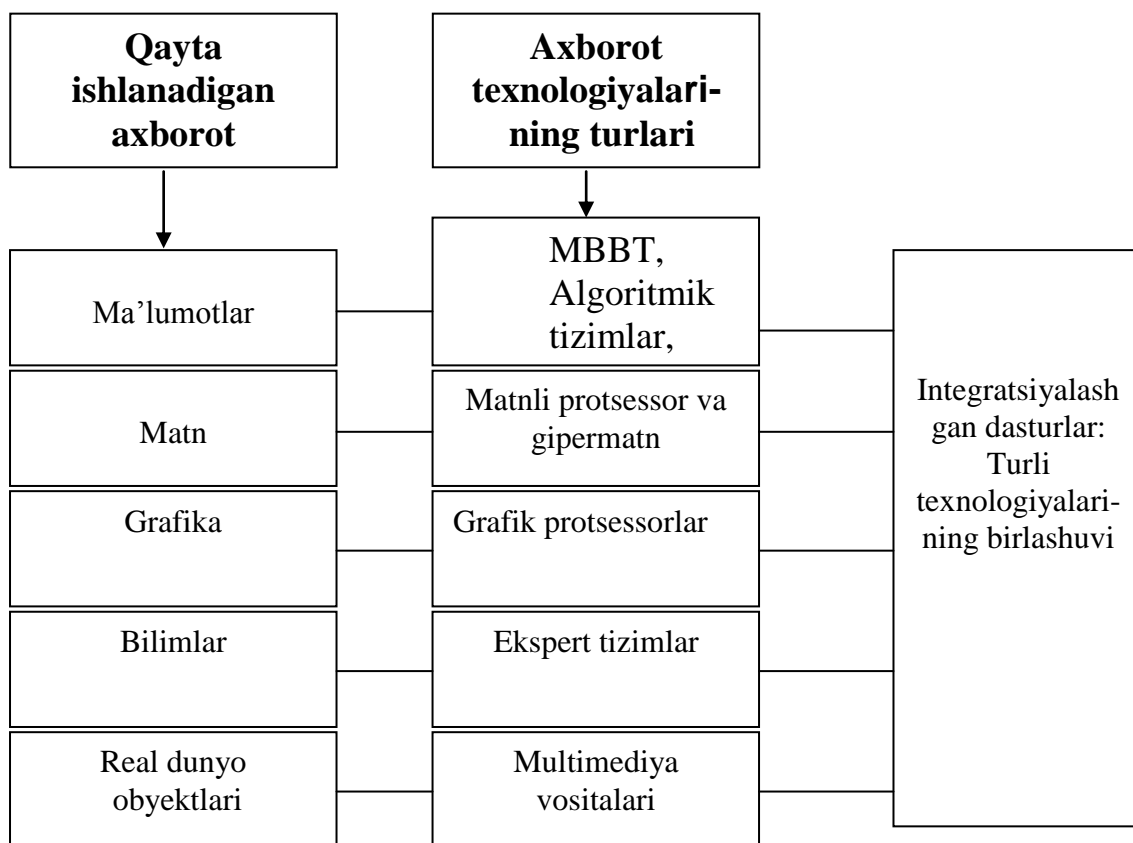 Qayta
ishlanadigan
axborot
Axborot
texnologiyalari-
ning turlari
Ma’lumotlar
MBBT,
Algoritmik
tizimlar,
Matn
Matnli protsessor va
gipermatn
Grafika
Grafik protsessorlar
Bilimlar
Ekspert tizimlar
Real dunyo
obyektlari
Multimediya
vositalari
Integratsiyalash
gan dasturlar:
Turli
texnologiyalari-
ning birlashuvi